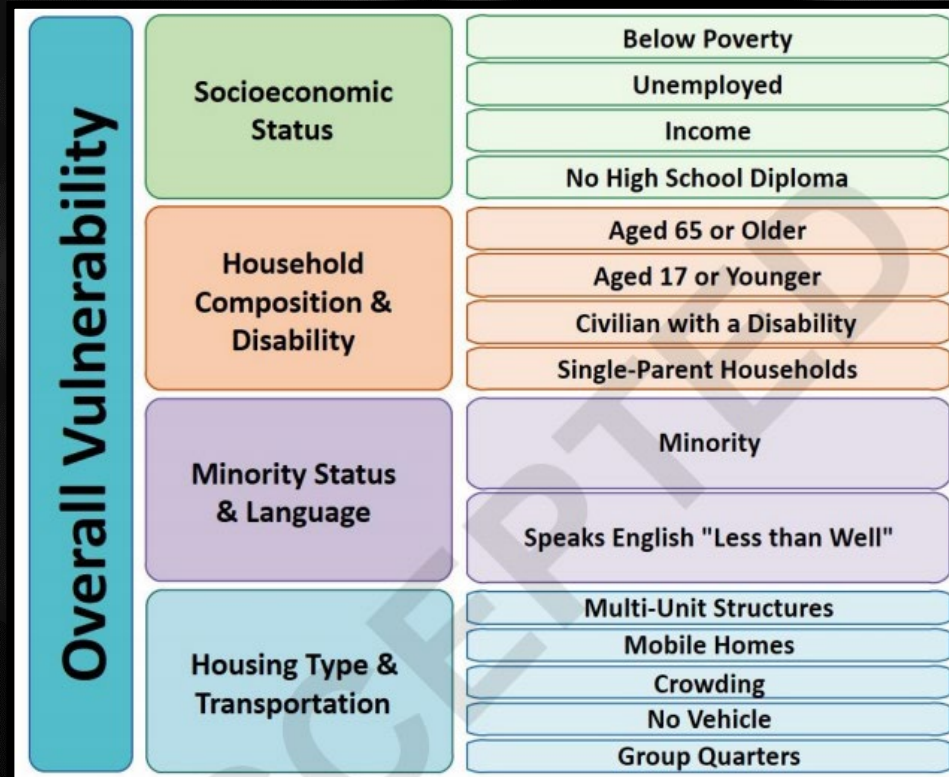 Overall Vulnerability
Socioeconomic
Status
Below Poverty
Unemployed
Income
No High School Diploma
Household
Composition &
Disability
Aged 65 or Older
Aged 17 or Younger
Civilian with a Disability
Single-Parent Households
Minority Status
& Language
Minority
Speaks English "Less than Well"
Housing Type &
Transportation
Multi-Unit Structures
Mobile Homes
Crowding
No Vehicle
Group Quarters